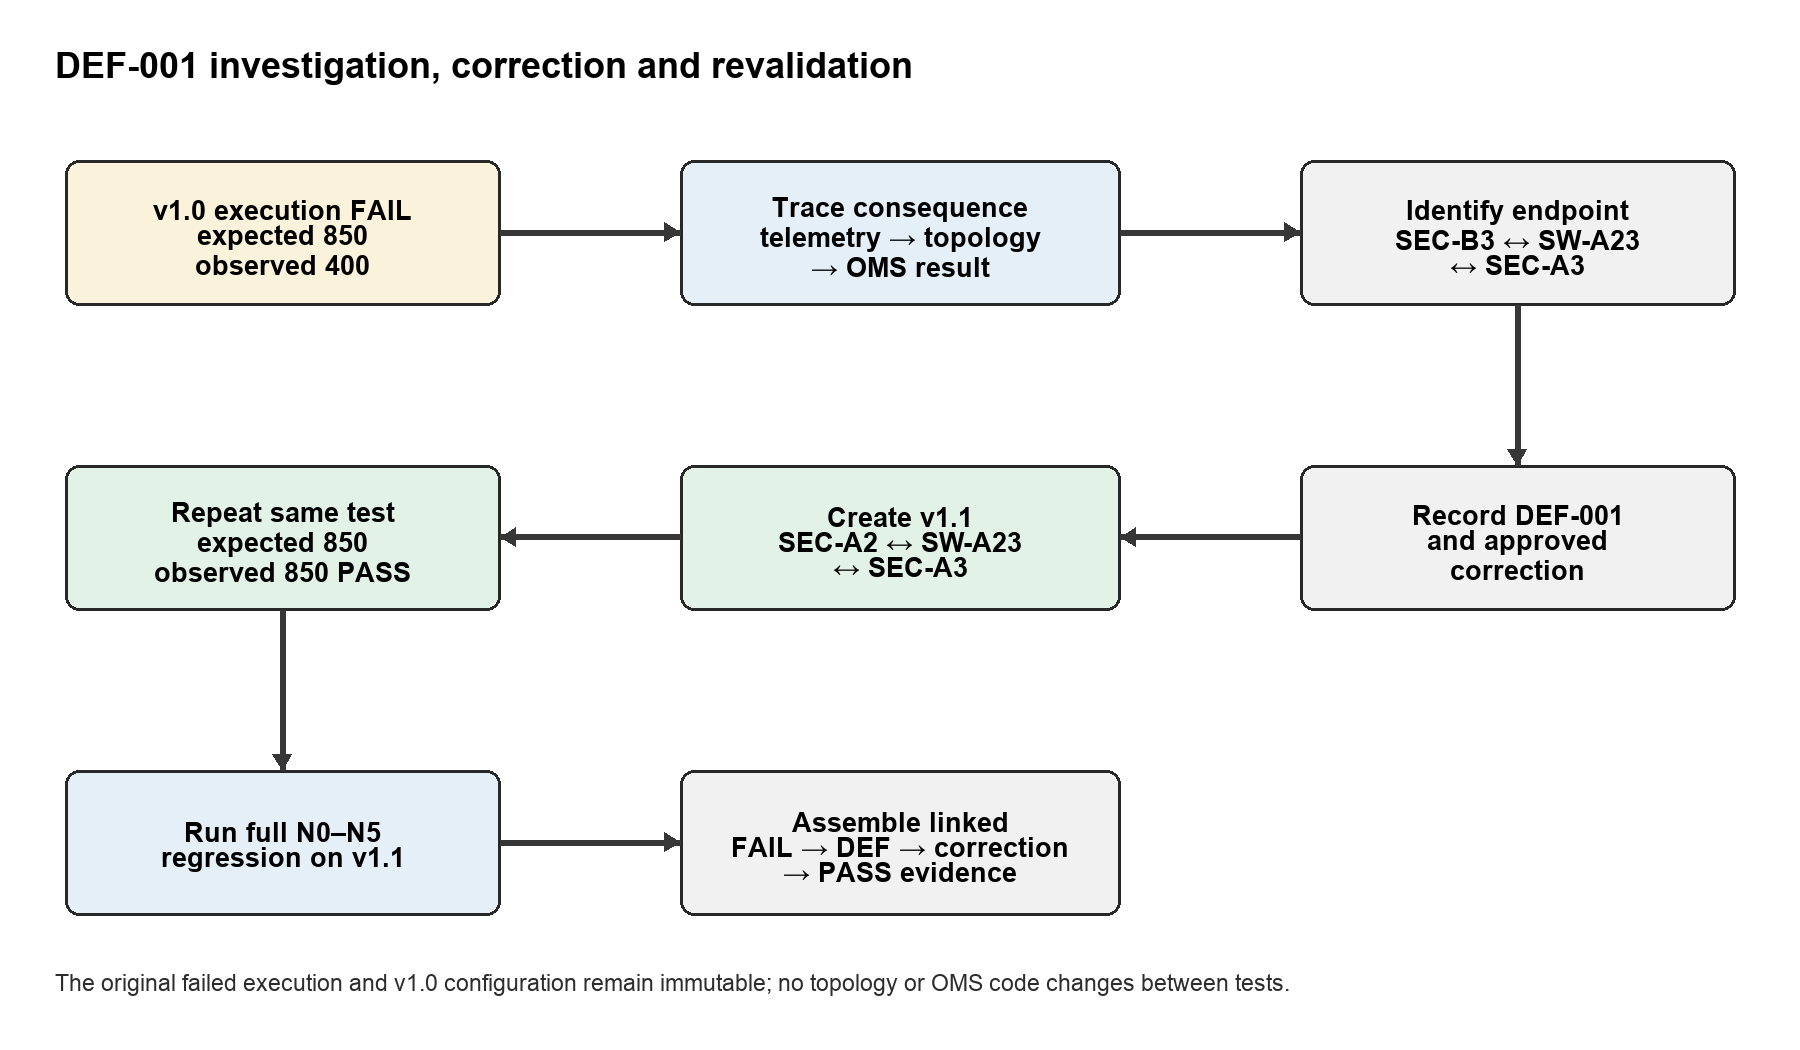 DEF-001 investigation, correction and revalidation
v1.0 execution FAIL
expected 850
observed 400
Trace consequence
telemetry → topology
→ OMS result
Identify endpoint
SEC-B3 ↔ SW-A23
↔ SEC-A3
Record DEF-001
and approved
correction
Create v1.1
SEC-A2 ↔ SW-A23
↔ SEC-A3
Repeat same test
expected 850
observed 850 PASS
Run full N0–N5
regression on v1.1
Assemble linked
FAIL → DEF → correction
→ PASS evidence
The original failed execution and v1.0 configuration remain immutable; no topology or OMS code changes between tests.